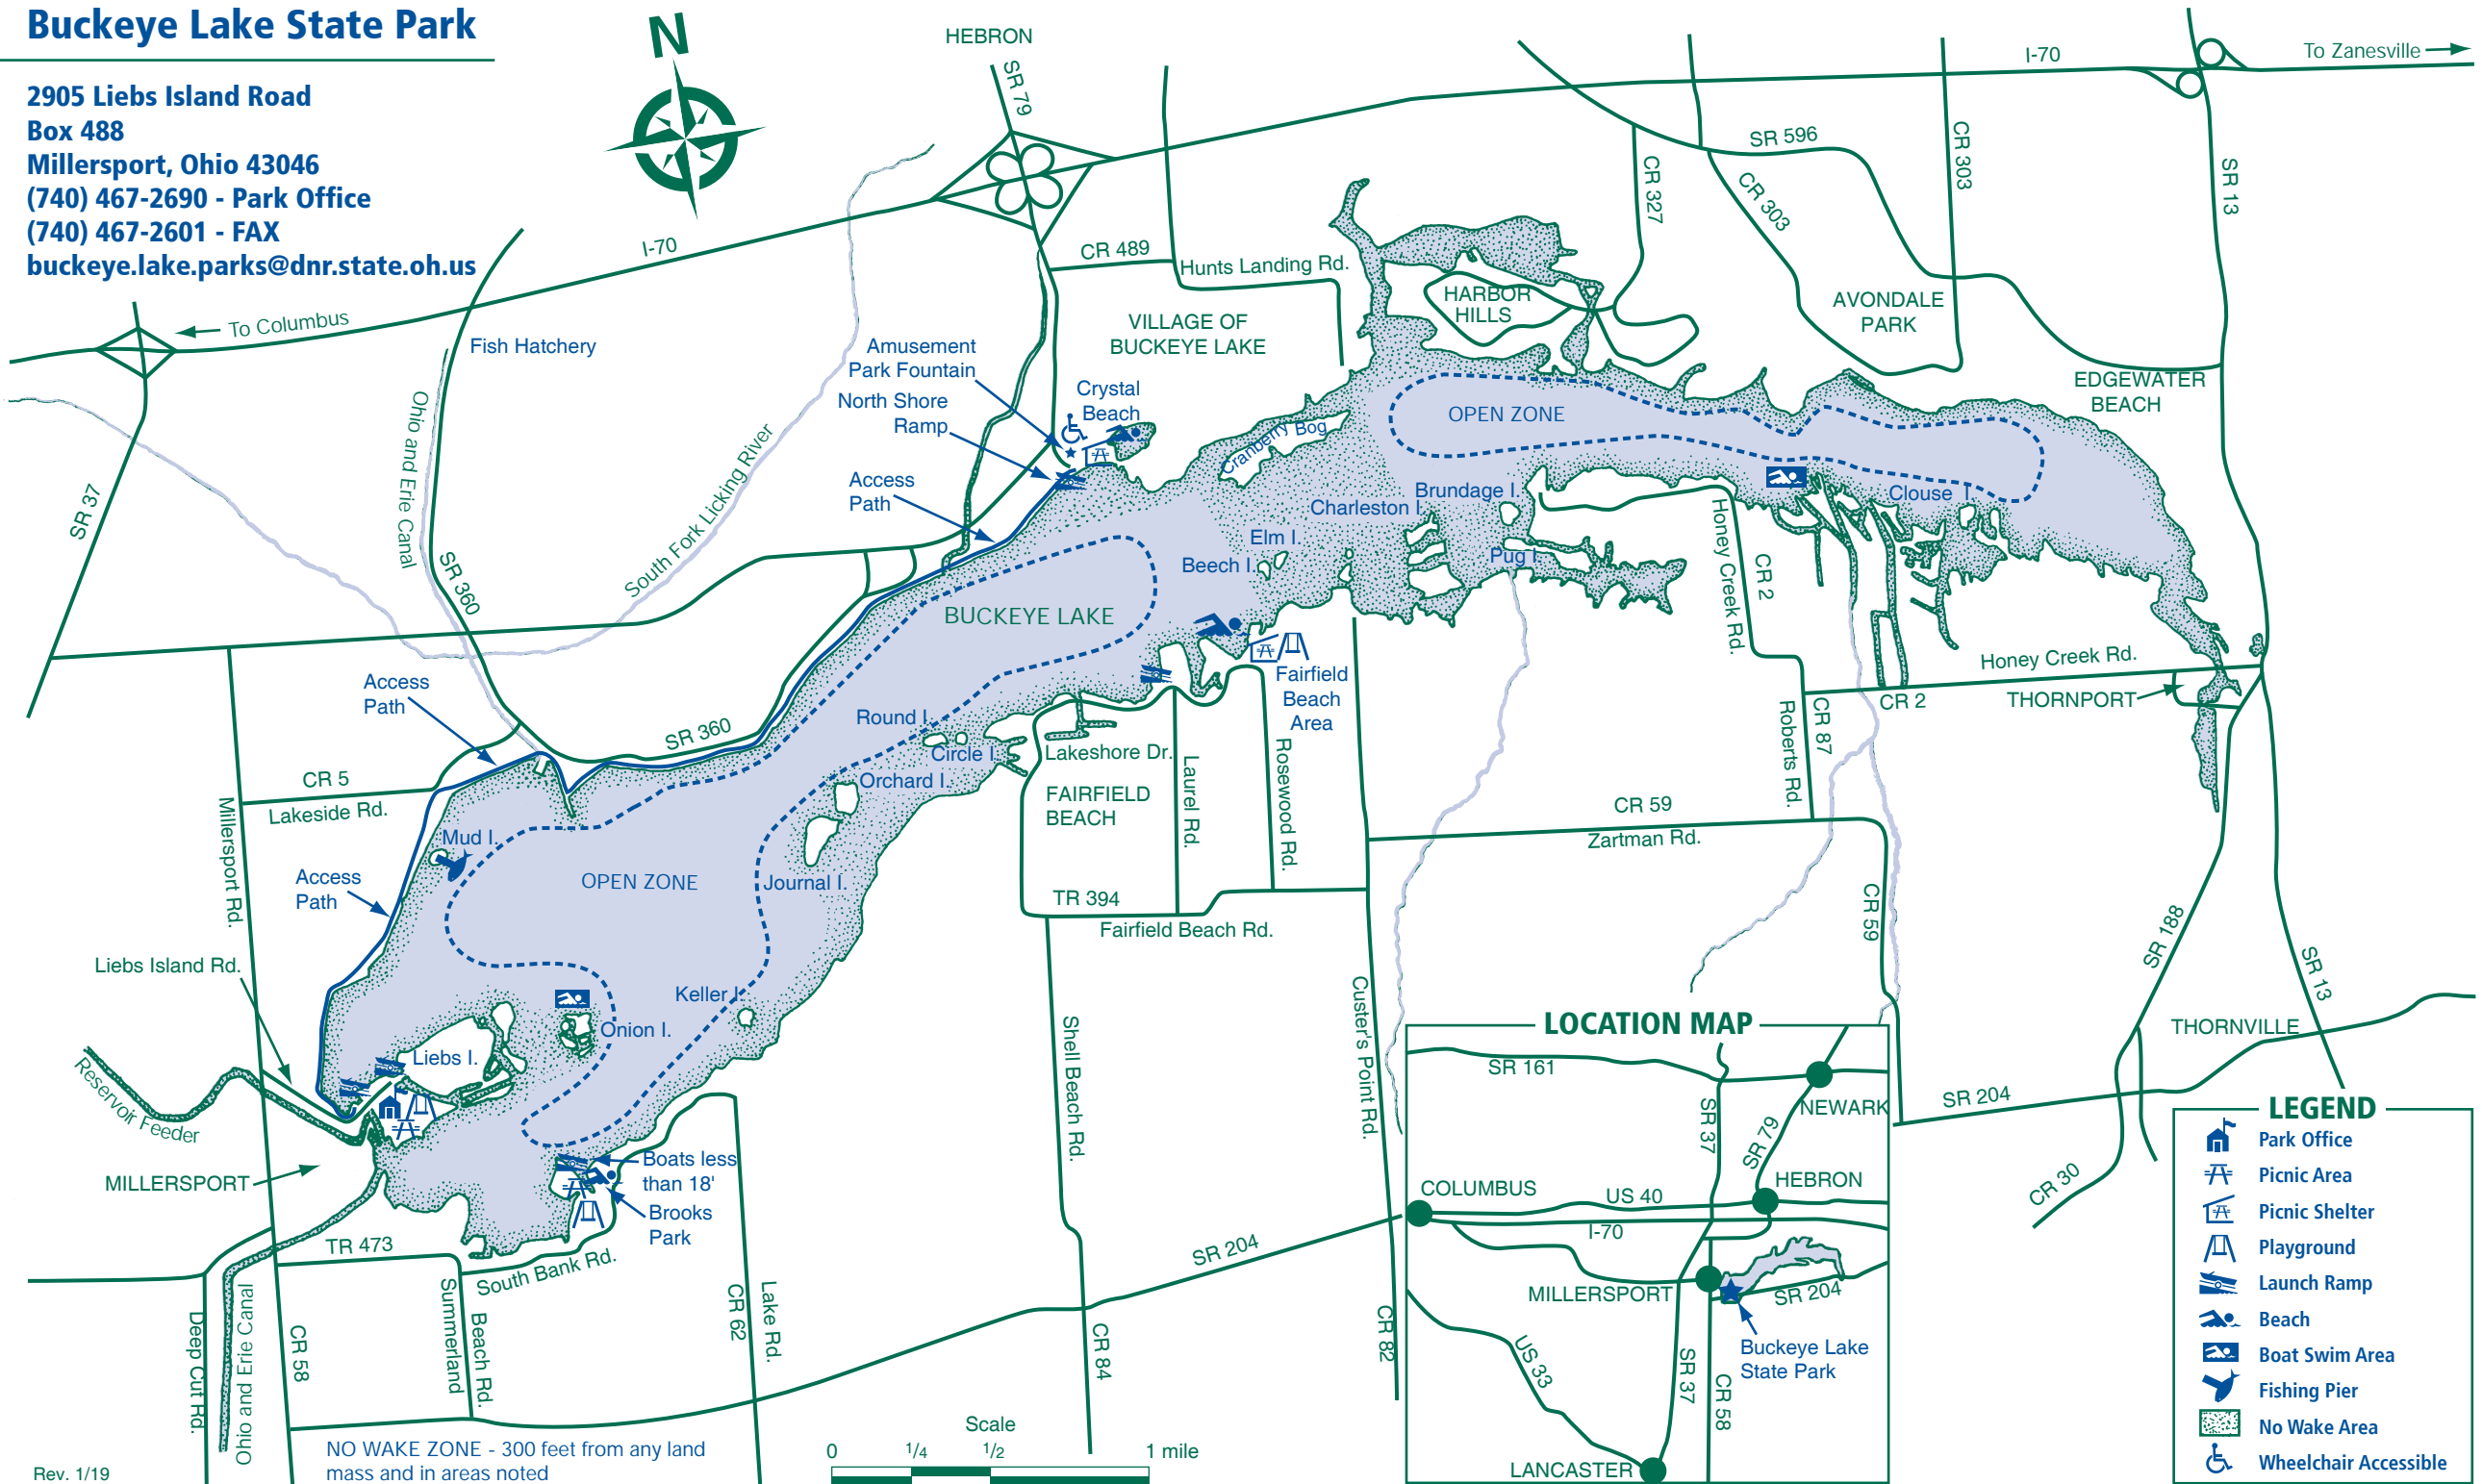 Buckeye Lake State Park
2905 Liebs Island Road
Box 488
Millersport, Ohio 43046
(740) 467-2690 - Park Office
(740) 467-2601 - FAX
buckeye.lake.parks@dnr.state.oh.us
N
HEBRON
SR 79
I-70
To Zanesville
SR 596
CR 303
CR 327
CR 303
SR 13
I-70
CR 489
Hunts Landing Rd.
HARBOR
HILLS
AVONDALE
PARK
To Columbus
Fish Hatchery
VILLAGE OF
BUCKEYE LAKE
Amusement
Park Fountain
North Shore
Ramp
Crystal
Beach
EDGEWATER
BEACH
OPEN ZONE
Cranberry Bog
Access
Path
Ohio and Erie Canal
South Fork Licking River
SR 37
SR 360
Charleston I.
Brundage I.
Clouse I.
Elm I.
Beech I.
Pug I.
Honey Creek Rd.
CR 2
BUCKEYE LAKE
Honey Creek Rd.
THORNPORT
CR 2
Fairfield
Beach
Area
Access
Path
SR 360
Round I.
Circle I.
Orchard I.
Lakeshore Dr.
Laurel Rd.
Rosewood Rd.
Roberts Rd.
CR 87
CR 5
Lakeside Rd.
Millersport Rd.
FAIRFIELD
BEACH
CR 59
Zartman Rd.
Mud I.
OPEN ZONE
Journal I.
Access
Path
TR 394
Fairfield Beach Rd.
CR 59
SR 188
SR 13
Liebs Island Rd.
Keller I.
Onion I.
Liebs I.
Custer's Point Rd.
Shell Beach Rd.
THORNVILLE
Reservoir Feeder
MILLERSPORT
Boats less
than 18'
Brooks
Park
SR 204
CR 30
TR 473
South Bank Rd.
SR 204
Deep Cut Rd.
Ohio and Erie Canal
CR 58
Summerland
Beach Rd.
CR 62
Lake Rd.
CR 84
CR 82
LOCATION MAP
SR 161
NEWARK
SR 37
SR 79
COLUMBUS
US 40
HEBRON
I-70
MILLERSPORT
SR 204
Buckeye Lake
State Park
US 33
SR 37
CR 58
LANCASTER
LEGEND
Park Office
Picnic Area
Picnic Shelter
Playground
Launch Ramp
Beach
Boat Swim Area
Fishing Pier
No Wake Area
Wheelchair Accessible
NO WAKE ZONE - 300 feet from any land
mass and in areas noted
Scale
0 1/4 1/2 1 mile
Rev. 1/19